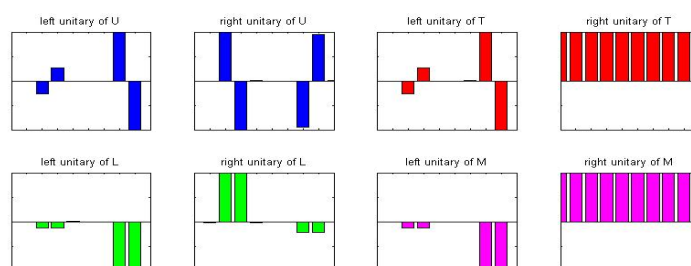 left unitary of U
right unitary of U
left unitary of T
right unitary of T
left unitary of L
right unitary of L
left unitary of M
right unitary of M